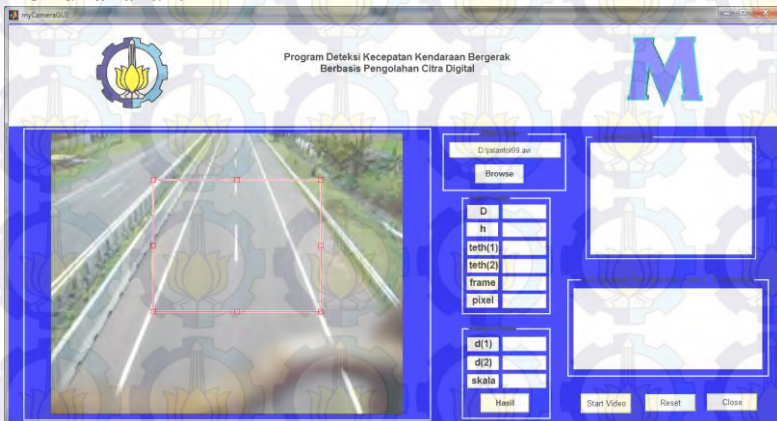 myCameraGUI
Program Deteksi Kecepatan Kendaraan Bergerak
Berbasis Pengolahan Citra Digital
M
D:\jalantol99.avi
Browse
D
h
teth(1)
teth(2)
frame
pixel
d(1)
d(2)
skala
Hasil
Start Video
Reset
Close